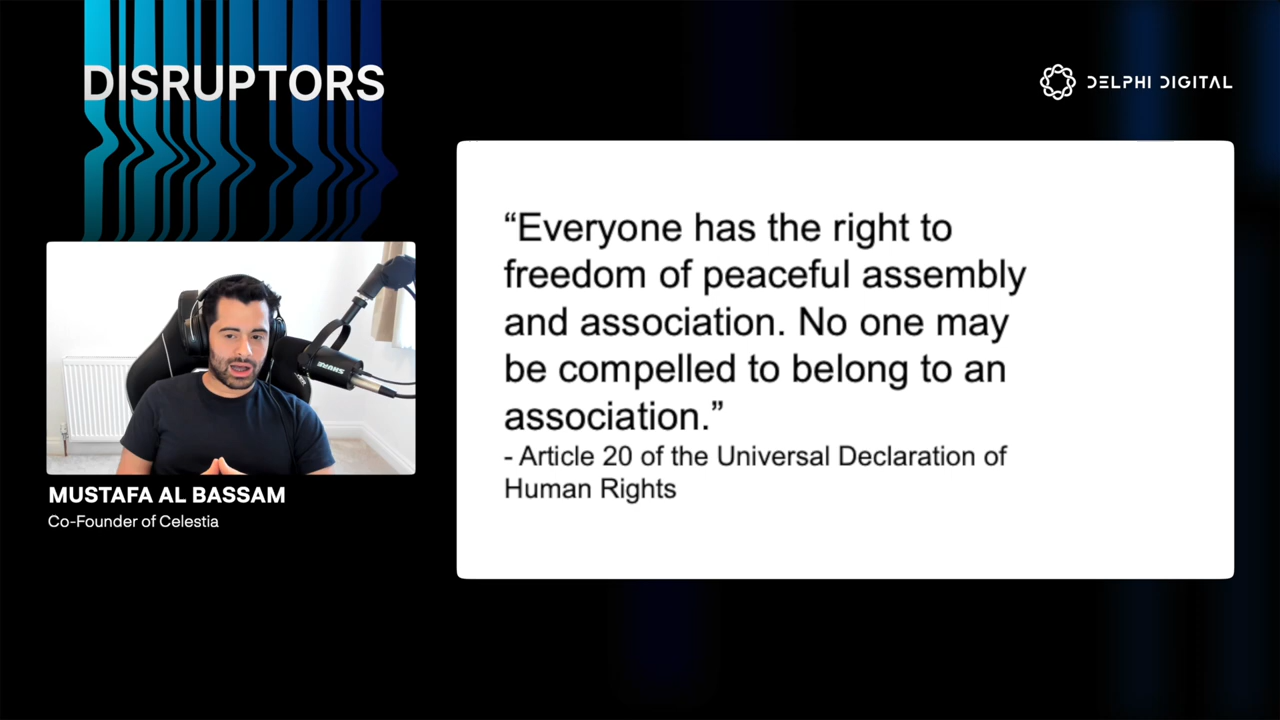 DISRUPTORS
DELPHI DIGITAL
“Everyone has the right to
freedom of peaceful assembly
and association. No one may
be compelled to belong to an
association.”
- Article 20 of the Universal Declaration of
Human Rights
SHURE
MUSTAFA AL BASSAM
Co-Founder of Celestia